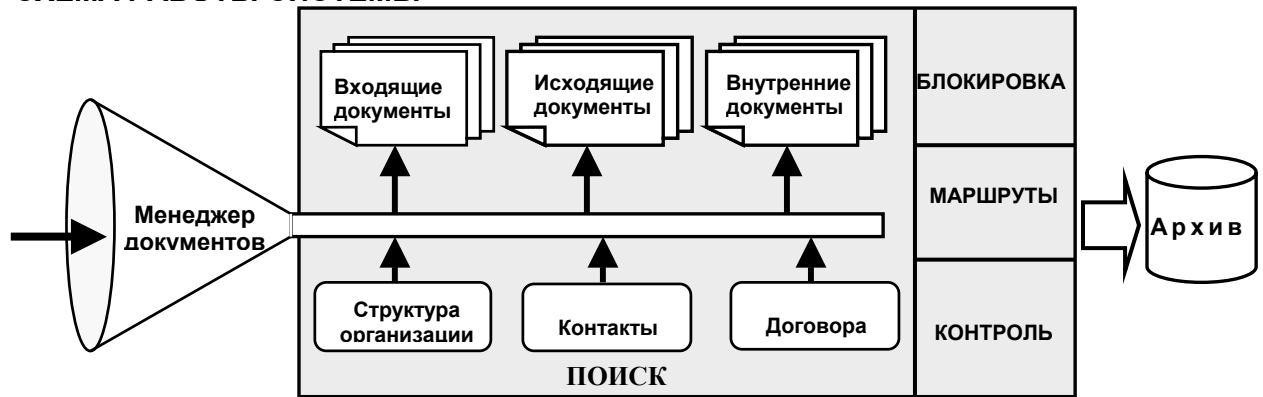 Входящие
документы
Исходящие
документы
Внутренние
документы
БЛОКИРОВКА
Менеджер
документов
МАРШРУТЫ
Архив
Структура
организации
Контакты
Договора
КОНТРОЛЬ
ПОИСК